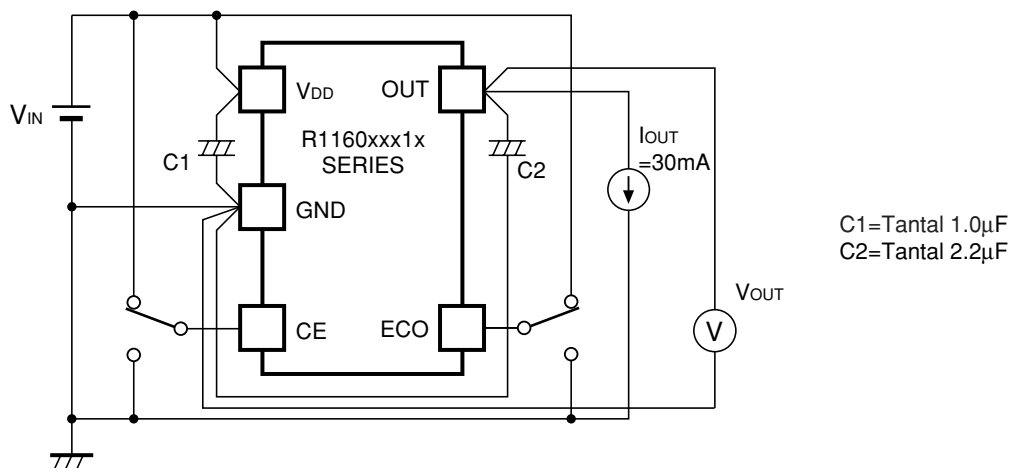 VDD
OUT
VIN
R1160xxx1x
SERIES
C1
C2
IOUT
=30mA
GND
C1=Tantal 1.0μF
C2=Tantal 2.2μF
VOUT
CE
ECO
V